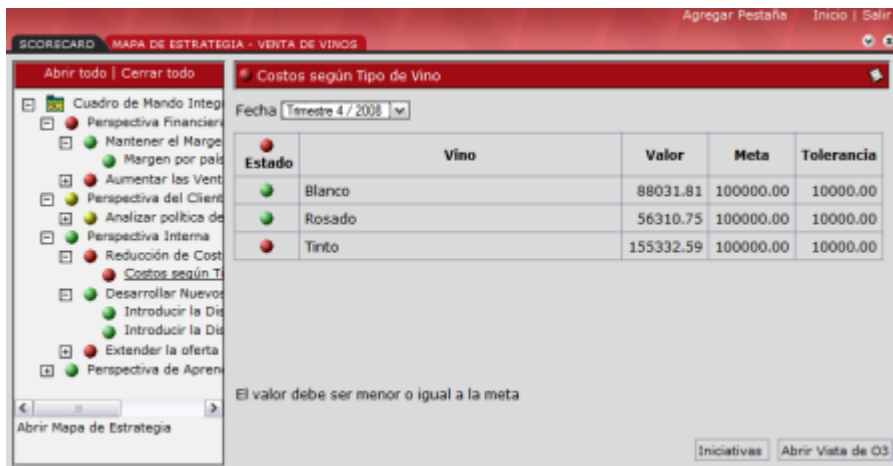 Agregar Pestaña Inicio | Salir
SCORECARD MAPA DE ESTRATEGIA - VENTA DE VINOS
Abrir todo | Cerrar todo
Cuadro de Mando Integ
Perspectiva Financiera
Mantener el Marge
Margen por país
Aumentar las Vent
Perspectiva del Client
Analizar política de
Perspectiva Interna
Reducción de Cost
Costos según Ti
Desarrollar Nuevos
Introducir la Dis
Introducir la Dis
Extender la oferta
Perspectiva de Apren
Abrir Mapa de Estrategia
Costos según Tipo de Vino
Fecha Trimestre 4 / 2008
Estado Vino Valor Meta Tolerancia
Blanco 88031.81 100000.00 10000.00
Rosado 56310.75 100000.00 10000.00
Tinto 155332.59 100000.00 10000.00
El valor debe ser menor o igual a la meta
Iniciativas Abrir Vista de O3